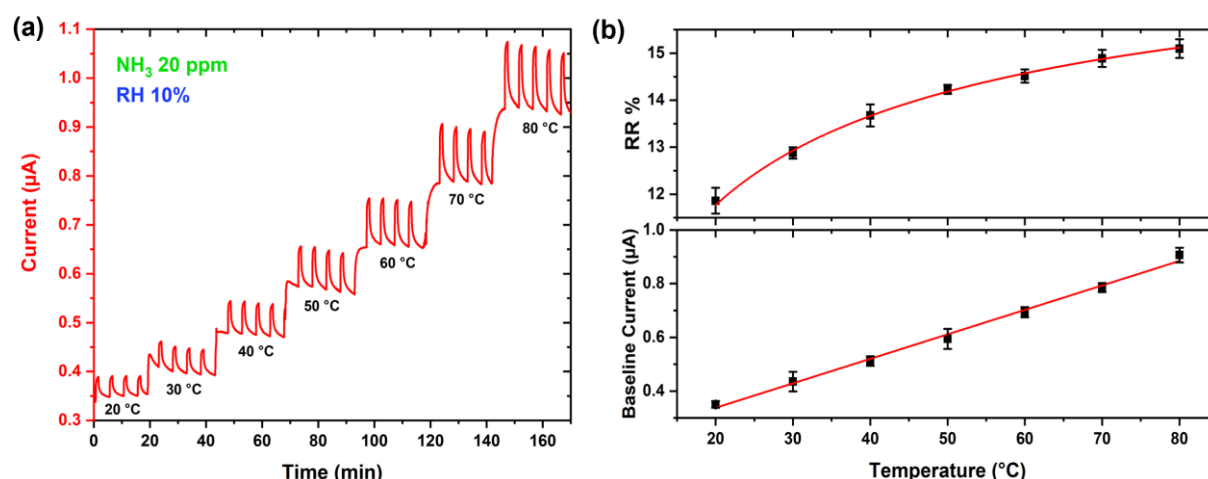 (a)
NH₃ 20 ppm
RH 10%
Current (µA)
1.1
1.0
0.9
0.8
0.7
0.6
0.5
0.4
0.3
20 °C
30 °C
40 °C
50 °C
60 °C
70 °C
80 °C
0 20 40 60 80 100 120 140 160
Time (min)
(b)
RR %
15
14
13
12
Baseline Current (µA)
1.0
0.8
0.6
0.4
20 30 40 50 60 70 80
Temperature (°C)